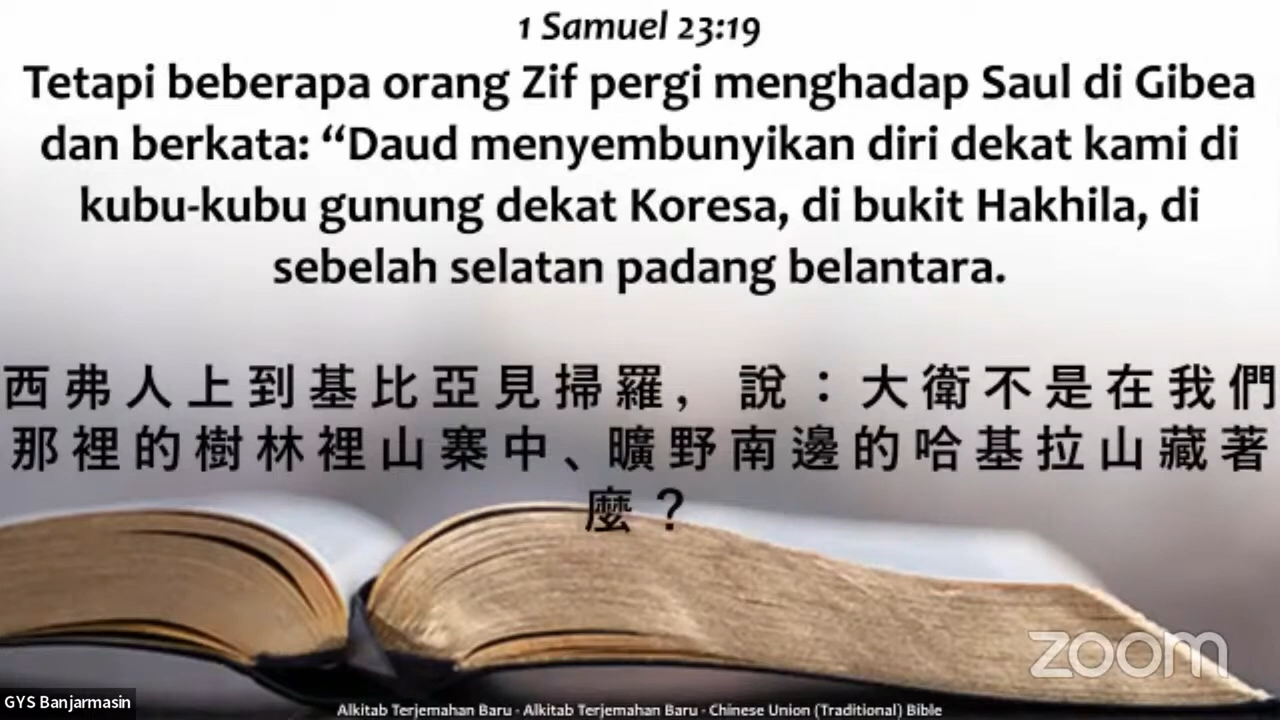 1 Samuel 23:19
Tetapi beberapa orang Zif pergi menghadap Saul di Gibea
dan berkata: “Daud menyembunyikan diri dekat kami di
kubu-kubu gunung dekat Koresa, di bukit Hakhila, di
sebelah selatan padang belantara.
西弗人上到基比亞見掃羅，說：大衛不是在我們
那裡的樹林裡山寨中、曠野南邊的哈基拉山藏著
麼？
zoom
GYS Banjarmasin
Alkitab Terjemahan Baru - Alkitab Terjemahan Baru - Chinese Union (Traditional) Bible